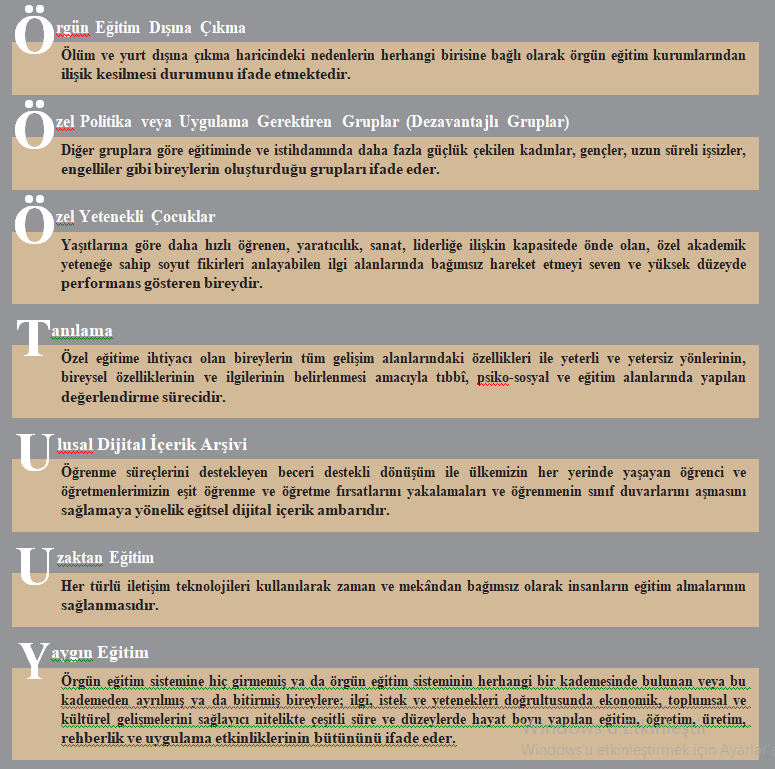 Örgün Eğitim Dışına Çıkma
Ölüm ve yurt dışına çıkma haricindeki nedenlerin herhangi birisine bağlı olarak örgün eğitim kurumlarından
ilişik kesilmesi durumunu ifade etmektedir.
Özel Politika veya Uygulama Gerektiren Gruplar (Dezavantajlı Gruplar)
Diğer gruplara göre eğitiminde ve istihdamında daha fazla güçlük çekilen kadınlar, gençler, uzun süreli işsizler,
engelliler gibi bireylerin oluşturduğu grupları ifade eder.
Özel Yetenekli Çocuklar
Yaşıtlarına göre daha hızlı öğrenen, yaratıcılık, sanat, liderliğe ilişkin kapasitede önde olan, özel akademik
yeteneğe sahip soyut fikirleri anlayabilen ilgi alanlarında bağımsız hareket etmeyi seven ve yüksek düzeyde
performans gösteren bireydir.
Tanılama
Özel eğitime ihtiyacı olan bireylerin tüm gelişim alanlarındaki özellikleri ile yeterli ve yetersiz yönlerinin,
bireysel özelliklerinin ve ilgilerinin belirlenmesi amacıyla tıbbî, psiko-sosyal ve eğitim alanlarında yapılan
değerlendirme sürecidir.
Ulusal Dijital İçerik Arşivi
Öğrenme süreçlerini destekleyen beceri destekli dönüşüm ile ülkemizin her yerinde yaşayan öğrenci ve
öğretmenlerimizin eşit öğrenme ve öğretme fırsatlarını yakalamaları ve öğrenmenin sınıf duvarlarını aşmasını
sağlamaya yönelik eğitsel dijital içerik ambarıdır.
Uzaktan Eğitim
Her türlü iletişim teknolojileri kullanılarak zaman ve mekândan bağımsız olarak insanların eğitim almalarının
sağlanmasıdır.
Yaygın Eğitim
Örgün eğitim sistemine hiç girmemiş ya da örgün eğitim sisteminin herhangi bir kademesinde bulunan veya bu
kademeden ayrılmış ya da bitirmiş bireylere; ilgi, istek ve yetenekleri doğrultusunda ekonomik, toplumsal ve
kültürel gelişmelerini sağlayıcı nitelikte çeşitli süre ve düzeylerde hayat boyu yapılan eğitim, öğretim, üretim,
rehberlik ve uygulama etkinliklerinin bütününü ifade eder.
Windows'u Etkinleştir
Windows'u etkinleştirmek için Ayarlar'a